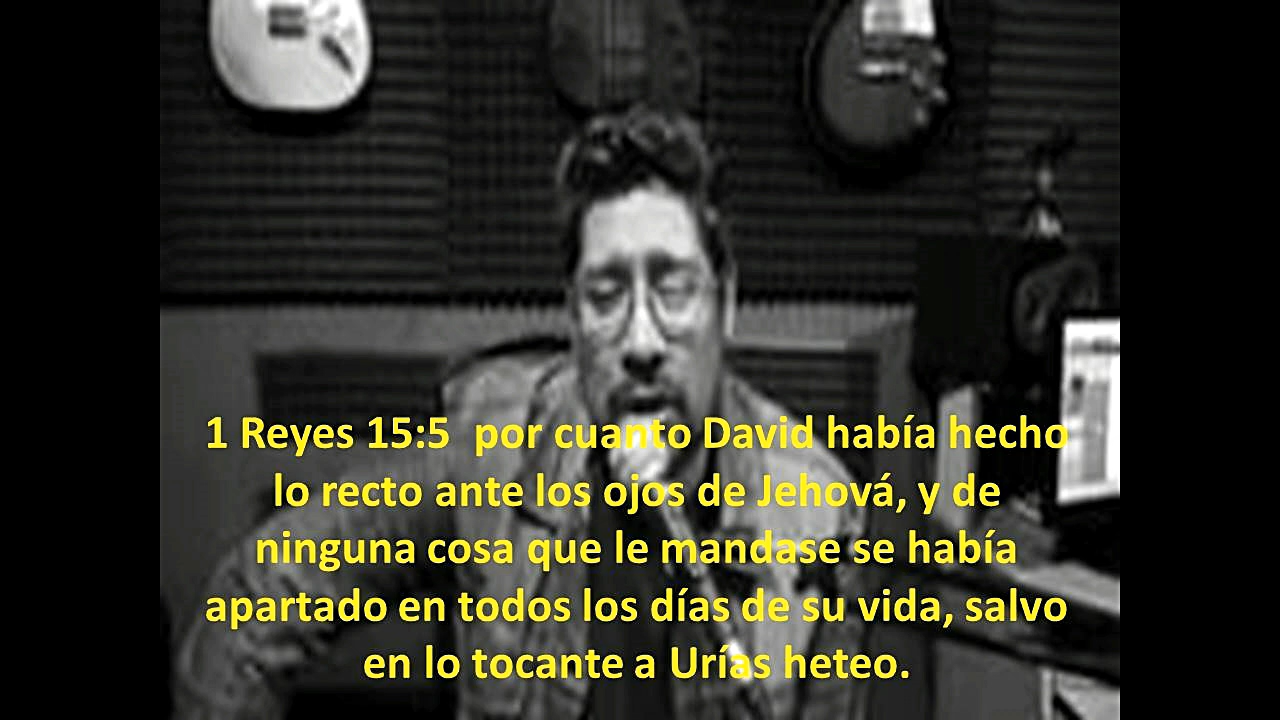 1 Reyes 15:5  por cuanto David había hecho
lo recto ante los ojos de Jehová, y de
ninguna cosa que le mandase se había
apartado en todos los días de su vida, salvo
en lo tocante a Urías heteo.